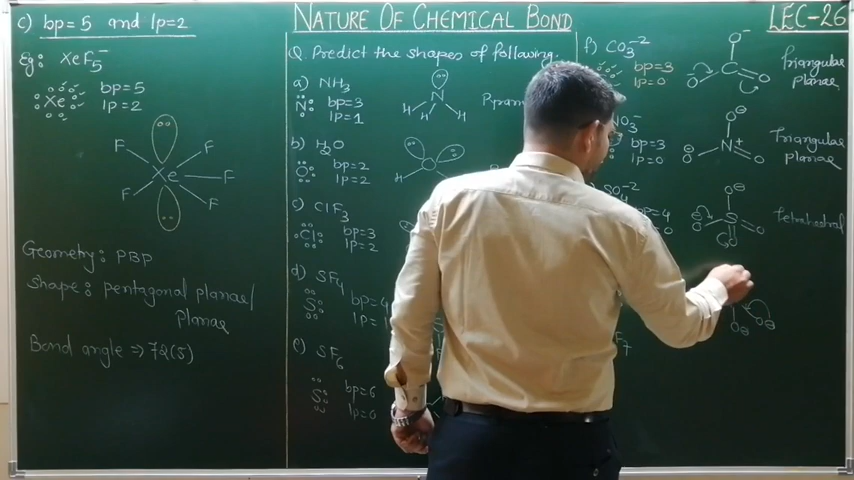 NATURE OF CHEMICAL BOND
LEC-26
c) bp=5 and lp=2
Eg: XeF5⁻
Xe
bp=5
lp=2
F
F
Xe
F
F
F
Geometry: PBP
Shape: pentagonal planar/
planar
Bond angle ⇒ 72(5)
Q. Predict the shapes of following.
a) NH3
N
bp=3
lp=1
N
H
H
H
Pyram
b) H2O
O
bp=2
lp=2
H
c) ClF3
Cl
bp=3
lp=2
d) SF4
S
bp=4
lp=
e) SF6
S
bp=6
lp=0
f) CO3⁻²
bp=3
lp=0
O⁻
O
C
O
Triangular
planar
NO3⁻
bp=3
lp=0
O
O
N
+
O
Triangular
planar
SO4⁻²
p=4
O
O
S
O
O
Tetrahedral
O
O
F7